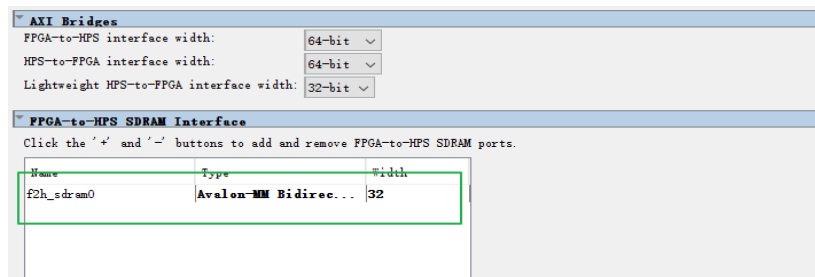 AXI Bridges
FPGA-to-HPS interface width: 64-bit
HPS-to-FPGA interface width: 64-bit
Lightweight HPS-to-FPGA interface width: 32-bit
FPGA-to-HPS SDRAM Interface
Click the '+' and '-' buttons to add and remove FPGA-to-HPS SDRAM ports.
Name Type Width
f2h_sdram0 Avalon-MM Bidirec... 32